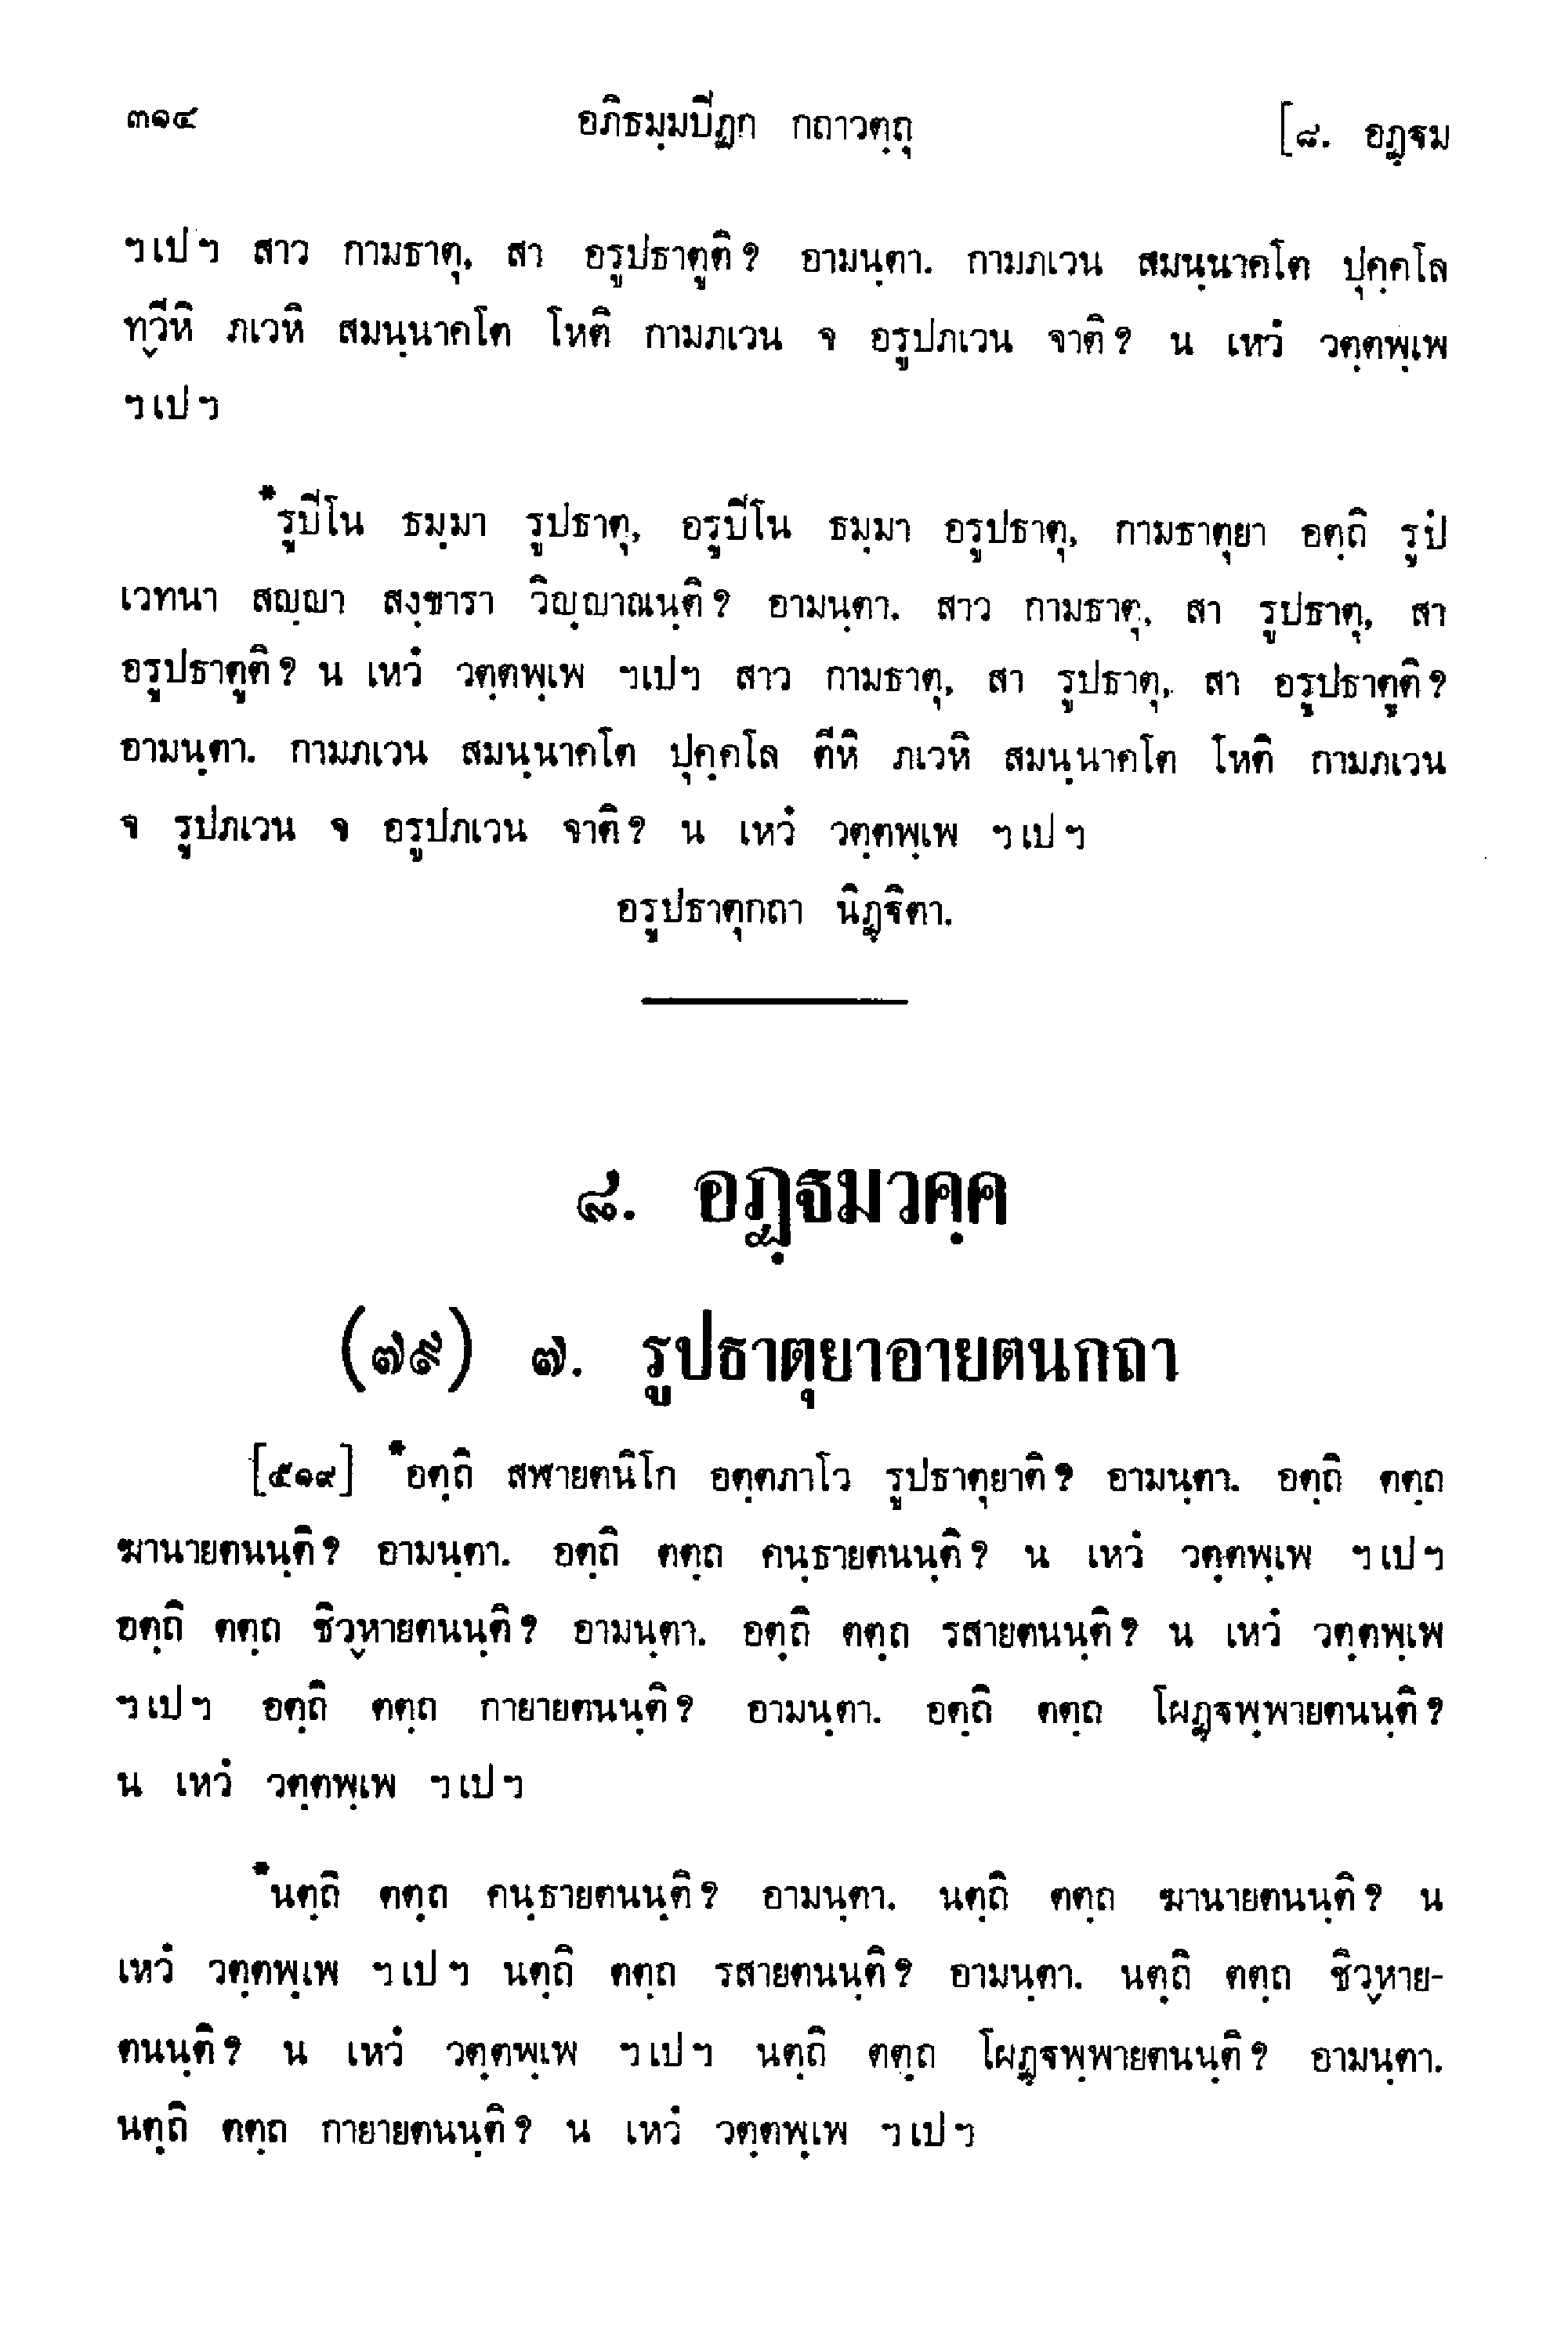 ๓๑๔ อภิธมฺมปิฏก กถาวตฺถุ [๘. อฏฺฐม
ฯเปฯ สาว กามธาตุ, สา อรูปธาตูติ? อามนฺตา. กามภเวน สมนฺนาคโต ปุคฺคโล
ทฺวีหิ ภเวหิ สมนฺนาคโต โหติ กามภเวน จ อรูปภเวน จาติ? น เหวํ วตฺตพฺเพ
ฯเปฯ
*รูปิโน ธมฺมา รูปธาตุ, อรูปิโน ธมฺมา อรูปธาตุ, กามธาตุยา อตฺถิ รูปํ
เวทนา สญฺญา สงฺขารา วิญฺญาณนฺติ? อามนฺตา. สาว กามธาตุ, สา รูปธาตุ, สา
อรูปธาตูติ? น เหวํ วตฺตพฺเพ ฯเปฯ สาว กามธาตุ, สา รูปธาตุ, สา อรูปธาตูติ?
อามนฺตา. กามภเวน สมนฺนาคโต ปุคฺคโล ตีหิ ภเวหิ สมนฺนาคโต โหติ กามภเวน
จ รูปภเวน จ อรูปภเวน จาติ? น เหวํ วตฺตพฺเพ ฯเปฯ
อรูปธาตุกถา นิฏฺฐิตา.
๘. อฏฺฐมวคฺค
(๗๙) ๗. รูปธาตุยาอายตนกถา
[๕๑๙] *อตฺถิ สฬายตนิโก อตฺตภาโว รูปธาตุยาติ? อามนฺตา. อตฺถิ ตตฺถ
ฆานายตนนฺติ? อามนฺตา. อตฺถิ ตตฺถ คนฺธายตนนฺติ? น เหวํ วตฺตพฺเพ ฯเปฯ
อตฺถิ ตตฺถ ชิวฺหายตนนฺติ? อามนฺตา. อตฺถิ ตตฺถ รสายตนนฺติ? น เหวํ วตฺตพฺเพ
ฯเปฯ อตฺถิ ตตฺถ กายายตนนฺติ? อามนฺตา. อตฺถิ ตตฺถ โผฏฺฐพฺพายตนนฺติ?
น เหวํ วตฺตพฺเพ ฯเปฯ
*นตฺถิ ตตฺถ คนฺธายตนนฺติ? อามนฺตา. นตฺถิ ตตฺถ ฆานายตนนฺติ? น
เหวํ วตฺตพฺเพ ฯเปฯ นตฺถิ ตตฺถ รสายตนนฺติ? อามนฺตา. นตฺถิ ตตฺถ ชิวฺหาย-
ตนนฺติ? น เหวํ วตฺตพฺเพ ฯเปฯ นตฺถิ ตตฺถ โผฏฺฐพฺพายตนนฺติ? อามนฺตา.
นตฺถิ ตตฺถ กายายตนนฺติ? น เหวํ วตฺตพฺเพ ฯเปฯ